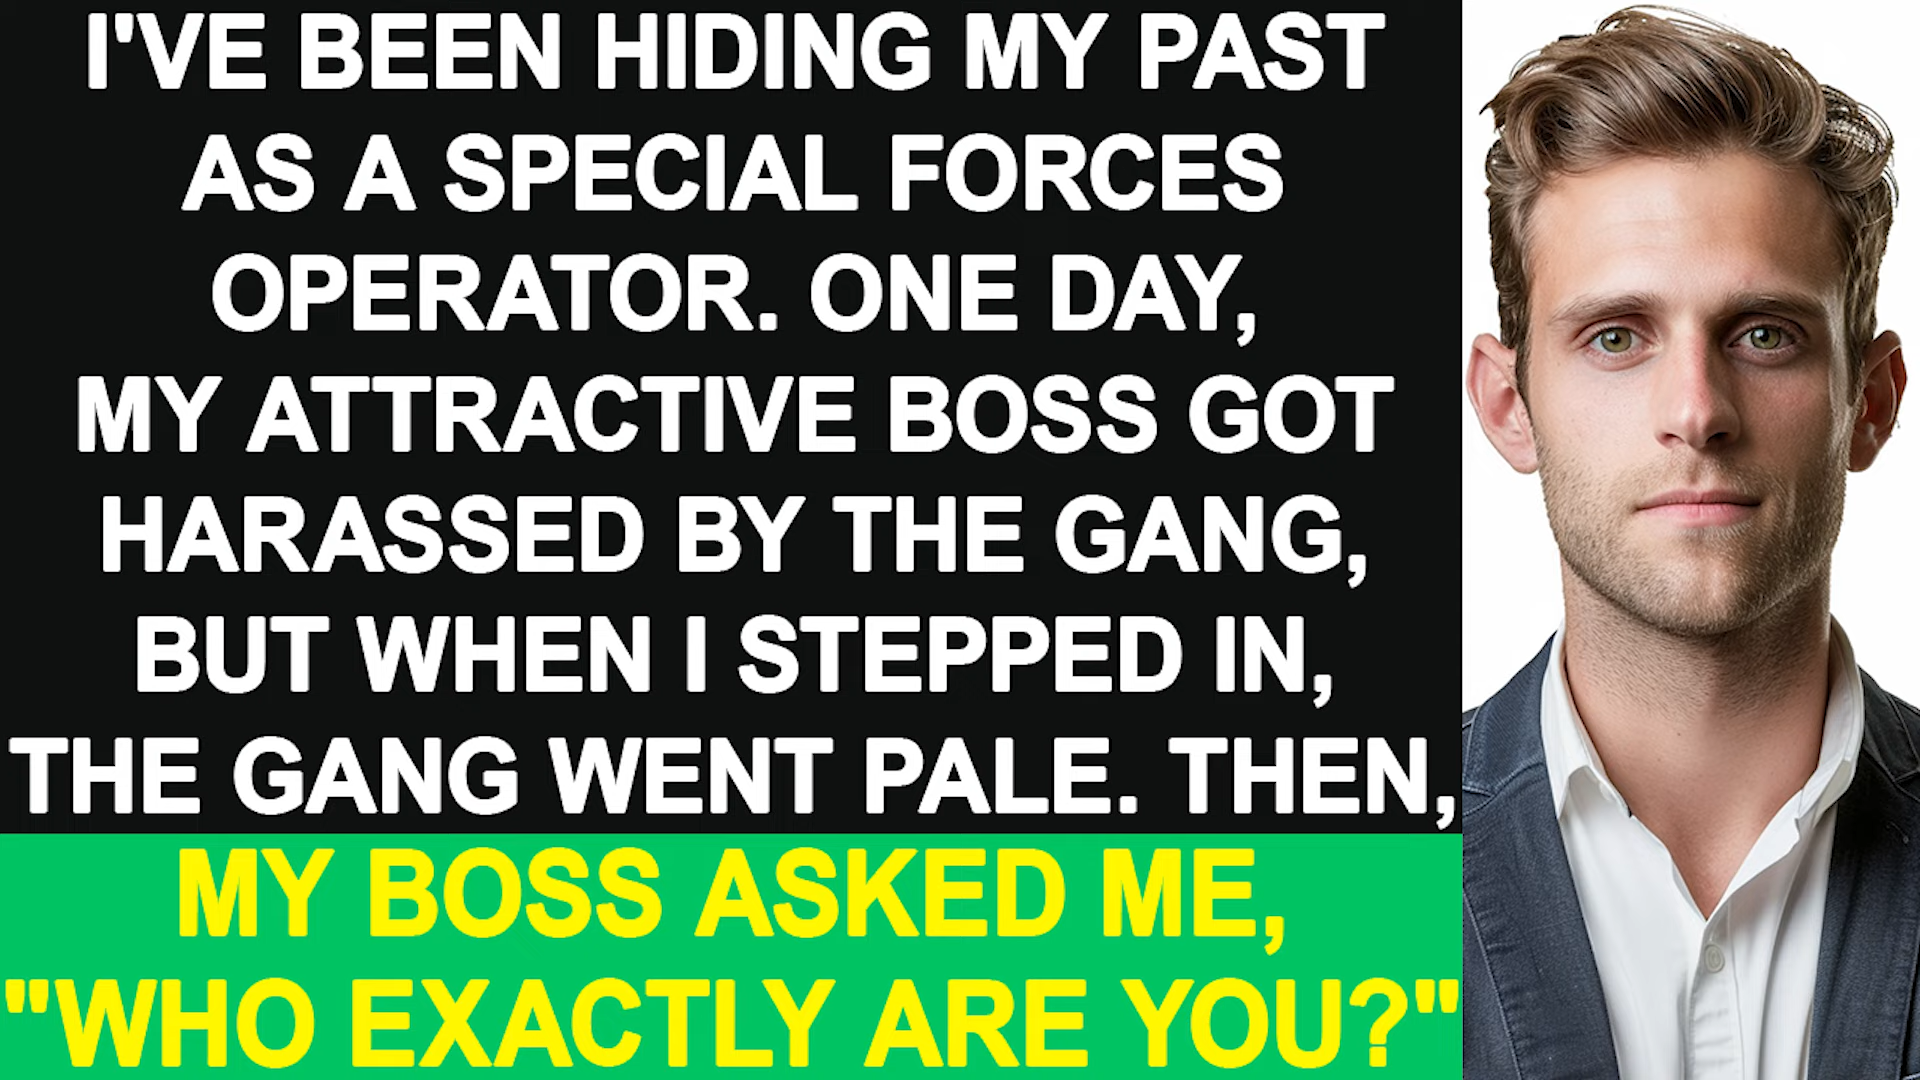 I'VE BEEN HIDING MY PAST
AS A SPECIAL FORCES
OPERATOR. ONE DAY,
MY ATTRACTIVE BOSS GOT
HARASSED BY THE GANG,
BUT WHEN I STEPPED IN,
THE GANG WENT PALE. THEN,
MY BOSS ASKED ME,
"WHO EXACTLY ARE YOU?"